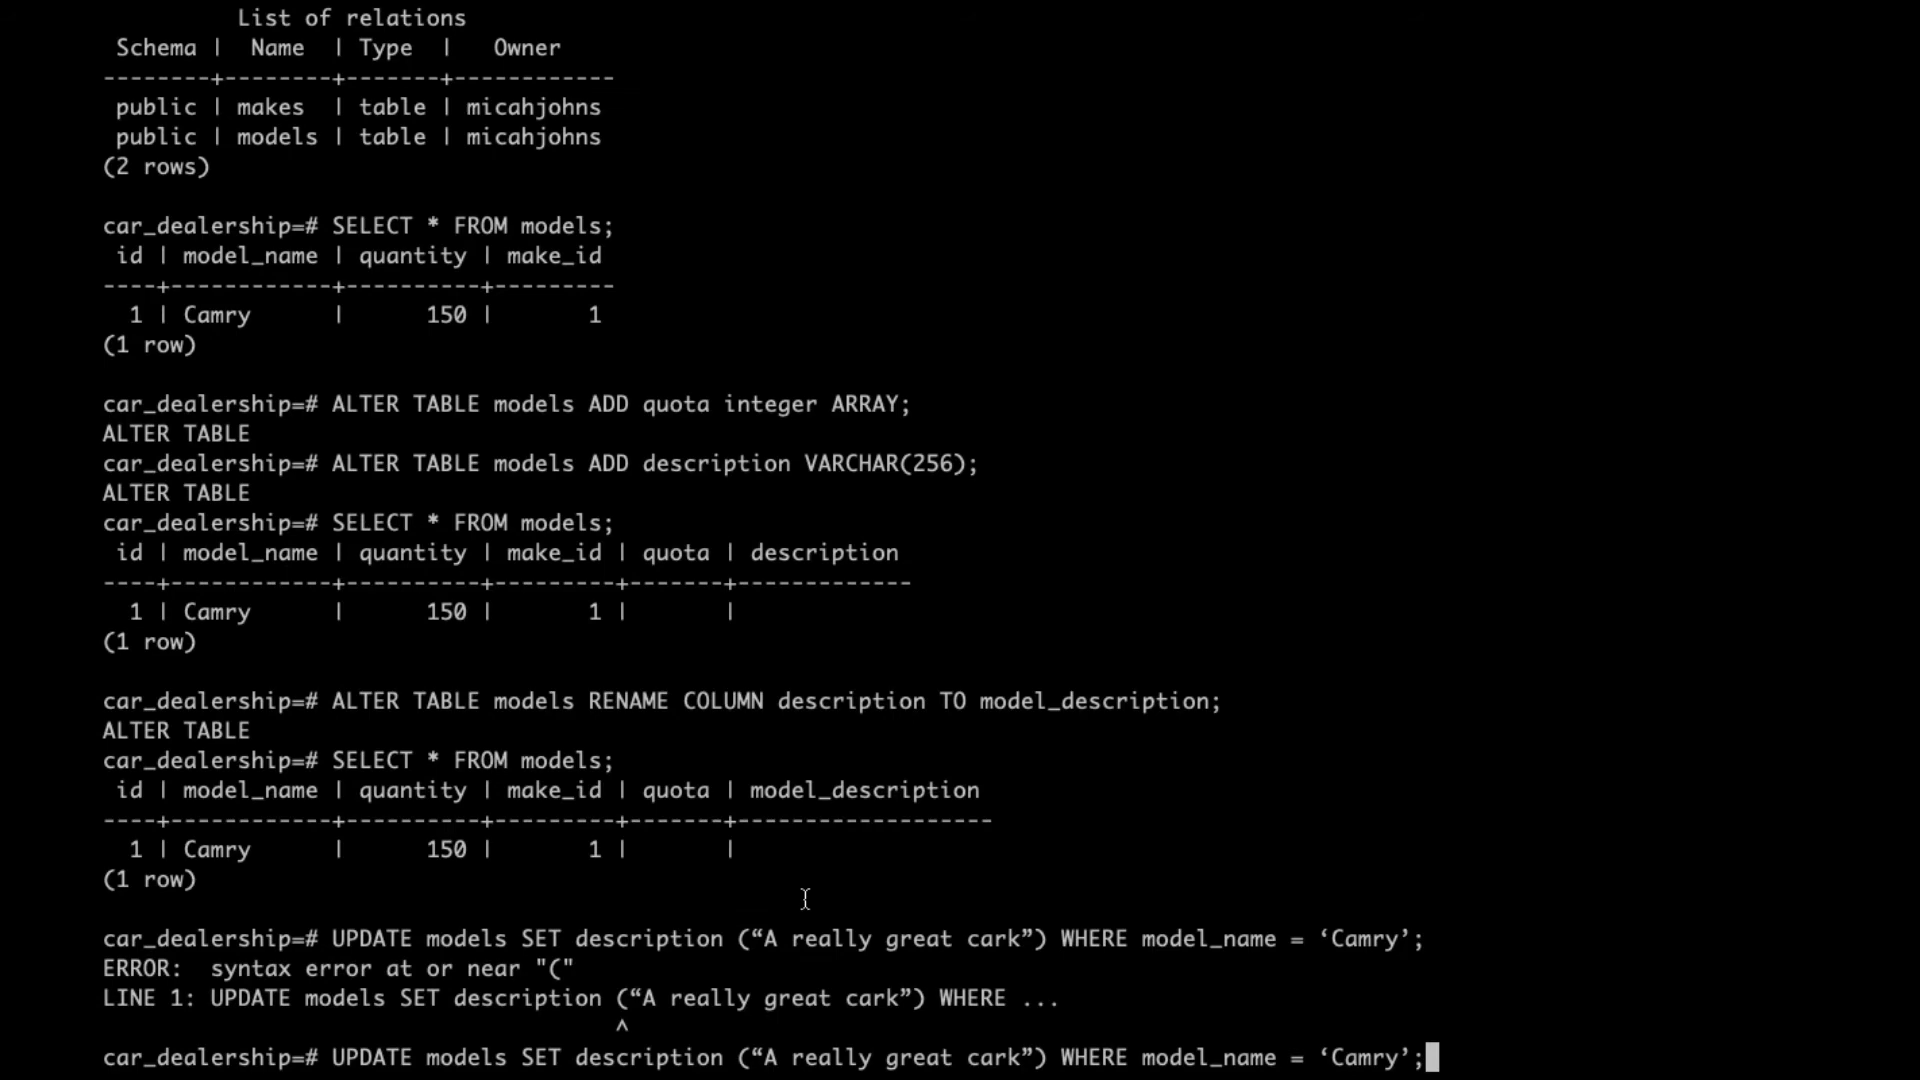 List of relations
Schema |  Name  | Type  |   Owner
--------+--------+-------+------------
public | makes  | table | micahjohns
public | models | table | micahjohns
(2 rows)
car_dealership=# SELECT * FROM models;
id | model_name | quantity | make_id
----+------------+----------+---------
1 | Camry      |      150 |       1
(1 row)
car_dealership=# ALTER TABLE models ADD quota integer ARRAY;
ALTER TABLE
car_dealership=# ALTER TABLE models ADD description VARCHAR(256);
ALTER TABLE
car_dealership=# SELECT * FROM models;
id | model_name | quantity | make_id | quota | description
----+------------+----------+---------+-------+-------------
1 | Camry      |      150 |       1 |       |
(1 row)
car_dealership=# ALTER TABLE models RENAME COLUMN description TO model_description;
ALTER TABLE
car_dealership=# SELECT * FROM models;
id | model_name | quantity | make_id | quota | model_description
----+------------+----------+---------+-------+-------------------
1 | Camry      |      150 |       1 |       |
(1 row)
car_dealership=# UPDATE models SET description (“A really great cark”) WHERE model_name = ‘Camry’;
ERROR:  syntax error at or near "("
LINE 1: UPDATE models SET description (“A really great cark”) WHERE ...
^
car_dealership=# UPDATE models SET description (“A really great cark”) WHERE model_name = ‘Camry’;